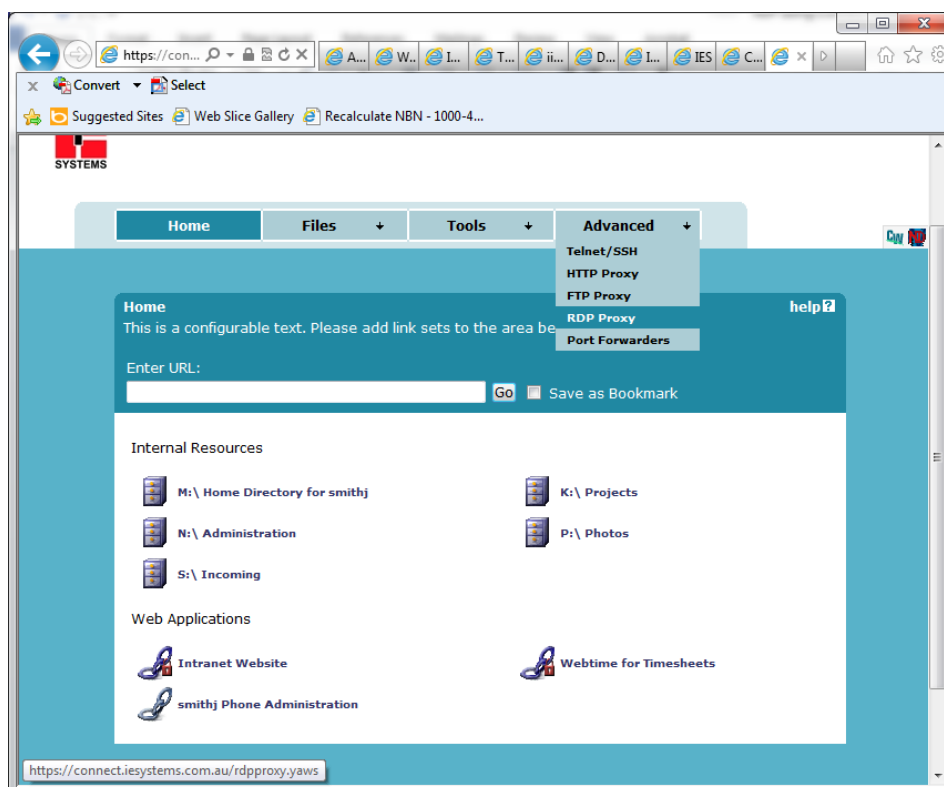 https://con...
A...
W..
I...
T...
ii...
D...
I...
IES
C...
x Convert Select
Suggested Sites Web Slice Gallery Recalculate NBN - 1000-4...
SYSTEMS
Home Files Tools Advanced
Telnet/SSH
HTTP Proxy
FTP Proxy
RDP Proxy
Port Forwarders
Home help?
This is a configurable text. Please add link sets to the area be
Enter URL:
Go Save as Bookmark
Internal Resources
M:\ Home Directory for smithj K:\ Projects
N:\ Administration P:\ Photos
S:\ Incoming
Web Applications
Intranet Website Webtime for Timesheets
smithj Phone Administration
https://connect.iesystems.com.au/rdpproxy.yaws